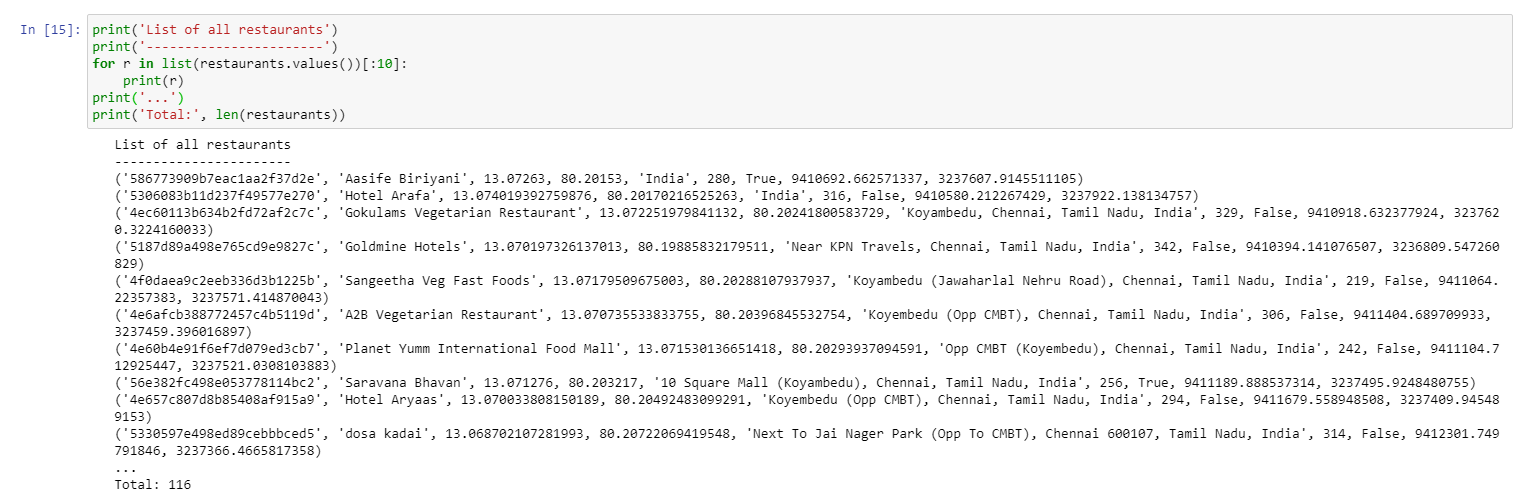 In [15]: print('List of all restaurants')
print('-----------------------')
for r in list(restaurants.values())[:10]:
    print(r)
print('...')
print('Total:', len(restaurants))
List of all restaurants
-----------------------
('586773909b7eac1aa2f37d2e', 'Aasife Biriyani', 13.07263, 80.20153, 'India', 280, True, 9410692.662571337, 3237607.9145511105)
('5306083b11d237f49577e270', 'Hotel Arafa', 13.074019392759876, 80.20170216525263, 'India', 316, False, 9410580.212267429, 3237922.138134757)
('4ec60113b634b2fd72af2c7c', 'Gokulams Vegetarian Restaurant', 13.072251979841132, 80.20241800583729, 'Koyambedu, Chennai, Tamil Nadu, India', 329, False, 9410918.632377924, 323762
0.3224160033)
('5187d89a498e765cd9e9827c', 'Goldmine Hotels', 13.070197326137013, 80.19885832179511, 'Near KPN Travels, Chennai, Tamil Nadu, India', 342, False, 9410394.141076507, 3236809.547260
829)
('4f0daea9c2eeb336d3b1225b', 'Sangeetha Veg Fast Foods', 13.07179509675003, 80.20288107937937, 'Koyambedu (Jawaharlal Nehru Road), Chennai, Tamil Nadu, India', 219, False, 9411064.
22357383, 3237571.414870043)
('4e6afcb388772457c4b5119d', 'A2B Vegetarian Restaurant', 13.070735533833755, 80.20396845532754, 'Koyembedu (Opp CMBT), Chennai, Tamil Nadu, India', 306, False, 9411404.689709933,
3237459.396016897)
('4e60b4e91f6ef7d079ed3cb7', 'Planet Yumm International Food Mall', 13.071530136651418, 80.20293937094591, 'Opp CMBT (Koyembedu), Chennai, Tamil Nadu, India', 242, False, 9411104.7
12925447, 3237521.0308103883)
('56e382fc498e053778114bc2', 'Saravana Bhavan', 13.071276, 80.203217, '10 Square Mall (Koyambedu), Chennai, Tamil Nadu, India', 256, True, 9411189.888537314, 3237495.9248480755)
('4e657c807d8b85408af915a9', 'Hotel Aryaas', 13.070033808150189, 80.20492483099291, 'Koyembedu (Opp CMBT), Chennai, Tamil Nadu, India', 294, False, 9411679.558948508, 3237409.94548
9153)
('5330597e498ed89cebbbced5', 'dosa kadai', 13.068702107281993, 80.20722069419548, 'Next To Jai Nager Park (Opp To CMBT), Chennai 600107, Tamil Nadu, India', 314, False, 9412301.749
791846, 3237366.4665817358)
...
Total: 116